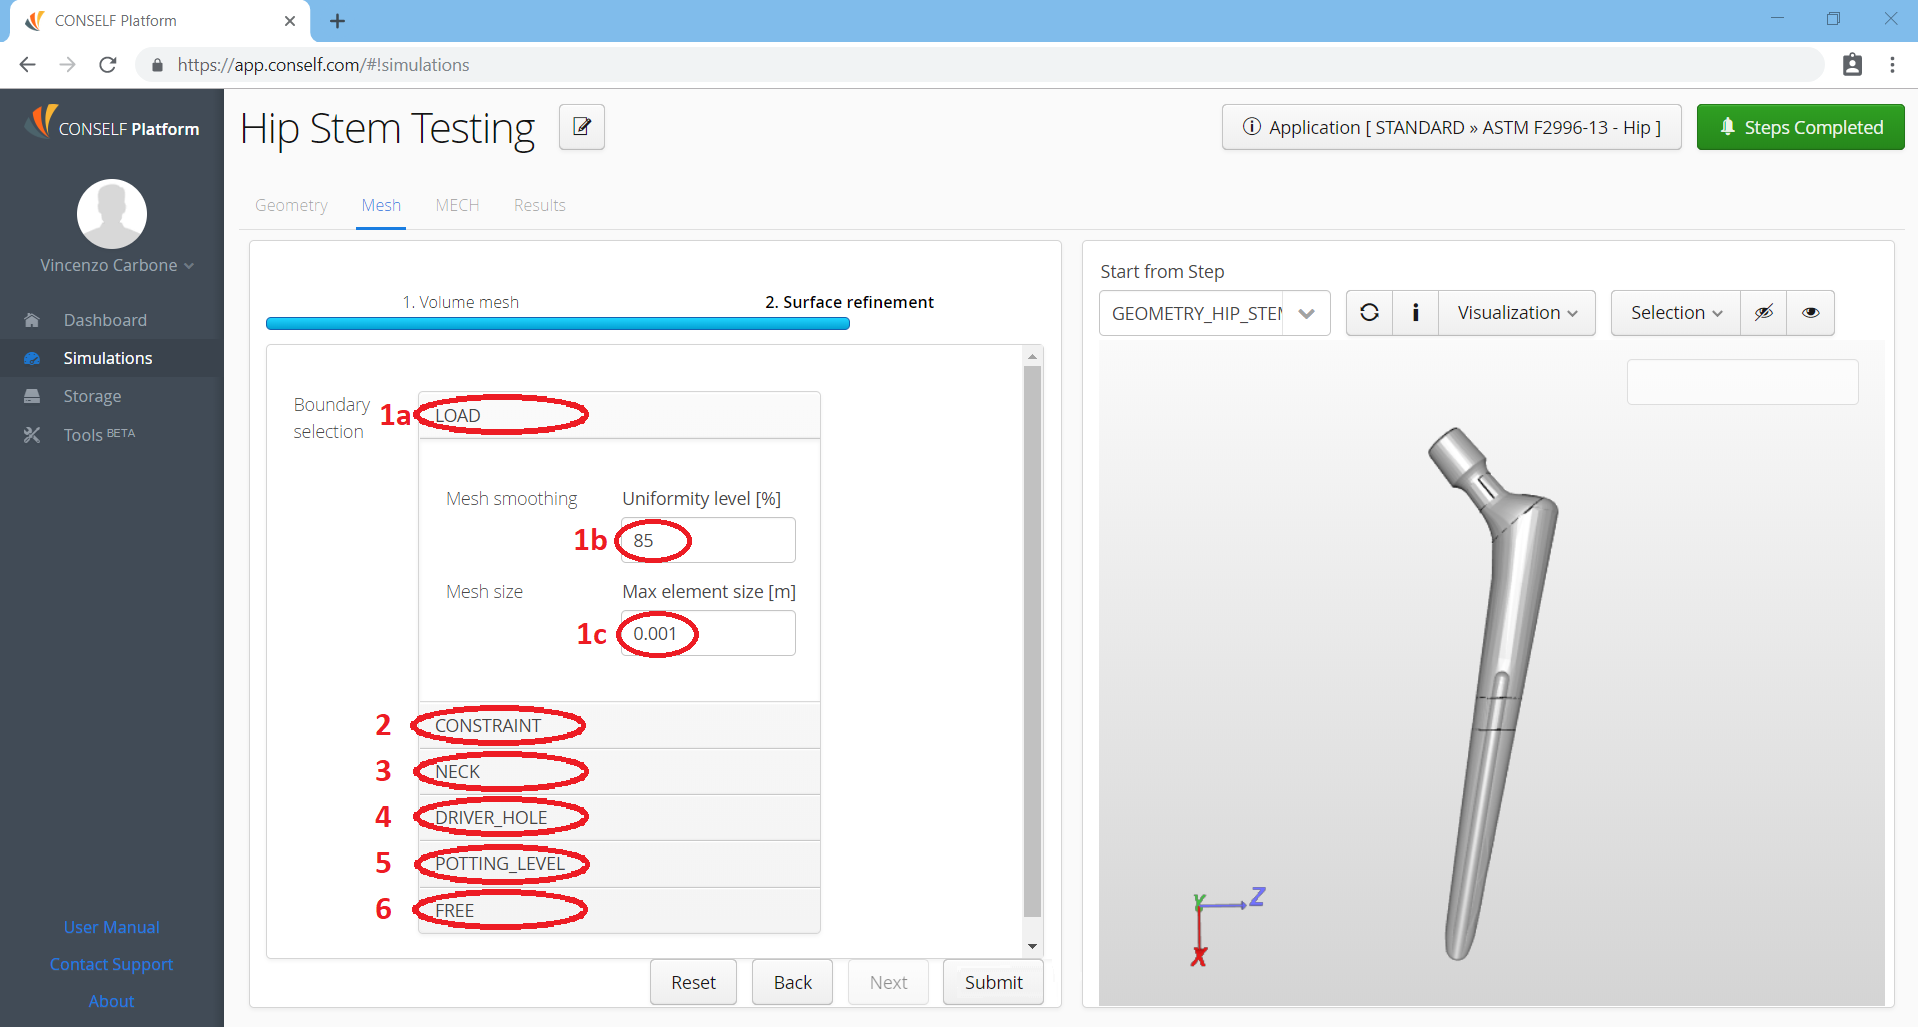 CONSELF Platform
https://app.conself.com/#!simulations
CONSELF Platform
Hip Stem Testing
Application [ STANDARD » ASTM F2996-13 - Hip ]
Steps Completed
Vincenzo Carbone
Dashboard
Simulations
Storage
Tools BETA
User Manual
Contact Support
About
Geometry Mesh MECH Results
1. Volume mesh 2. Surface refinement
Boundary
selection
1a LOAD
Mesh smoothing Uniformity level [%]
1b 85
Mesh size Max element size [m]
1c 0.001
2 CONSTRAINT
3 NECK
4 DRIVER_HOLE
5 POTTING_LEVEL
6 FREE
Reset Back Next Submit
Start from Step
GEOMETRY_HIP_STEM
Visualization
Selection
Y Z
X